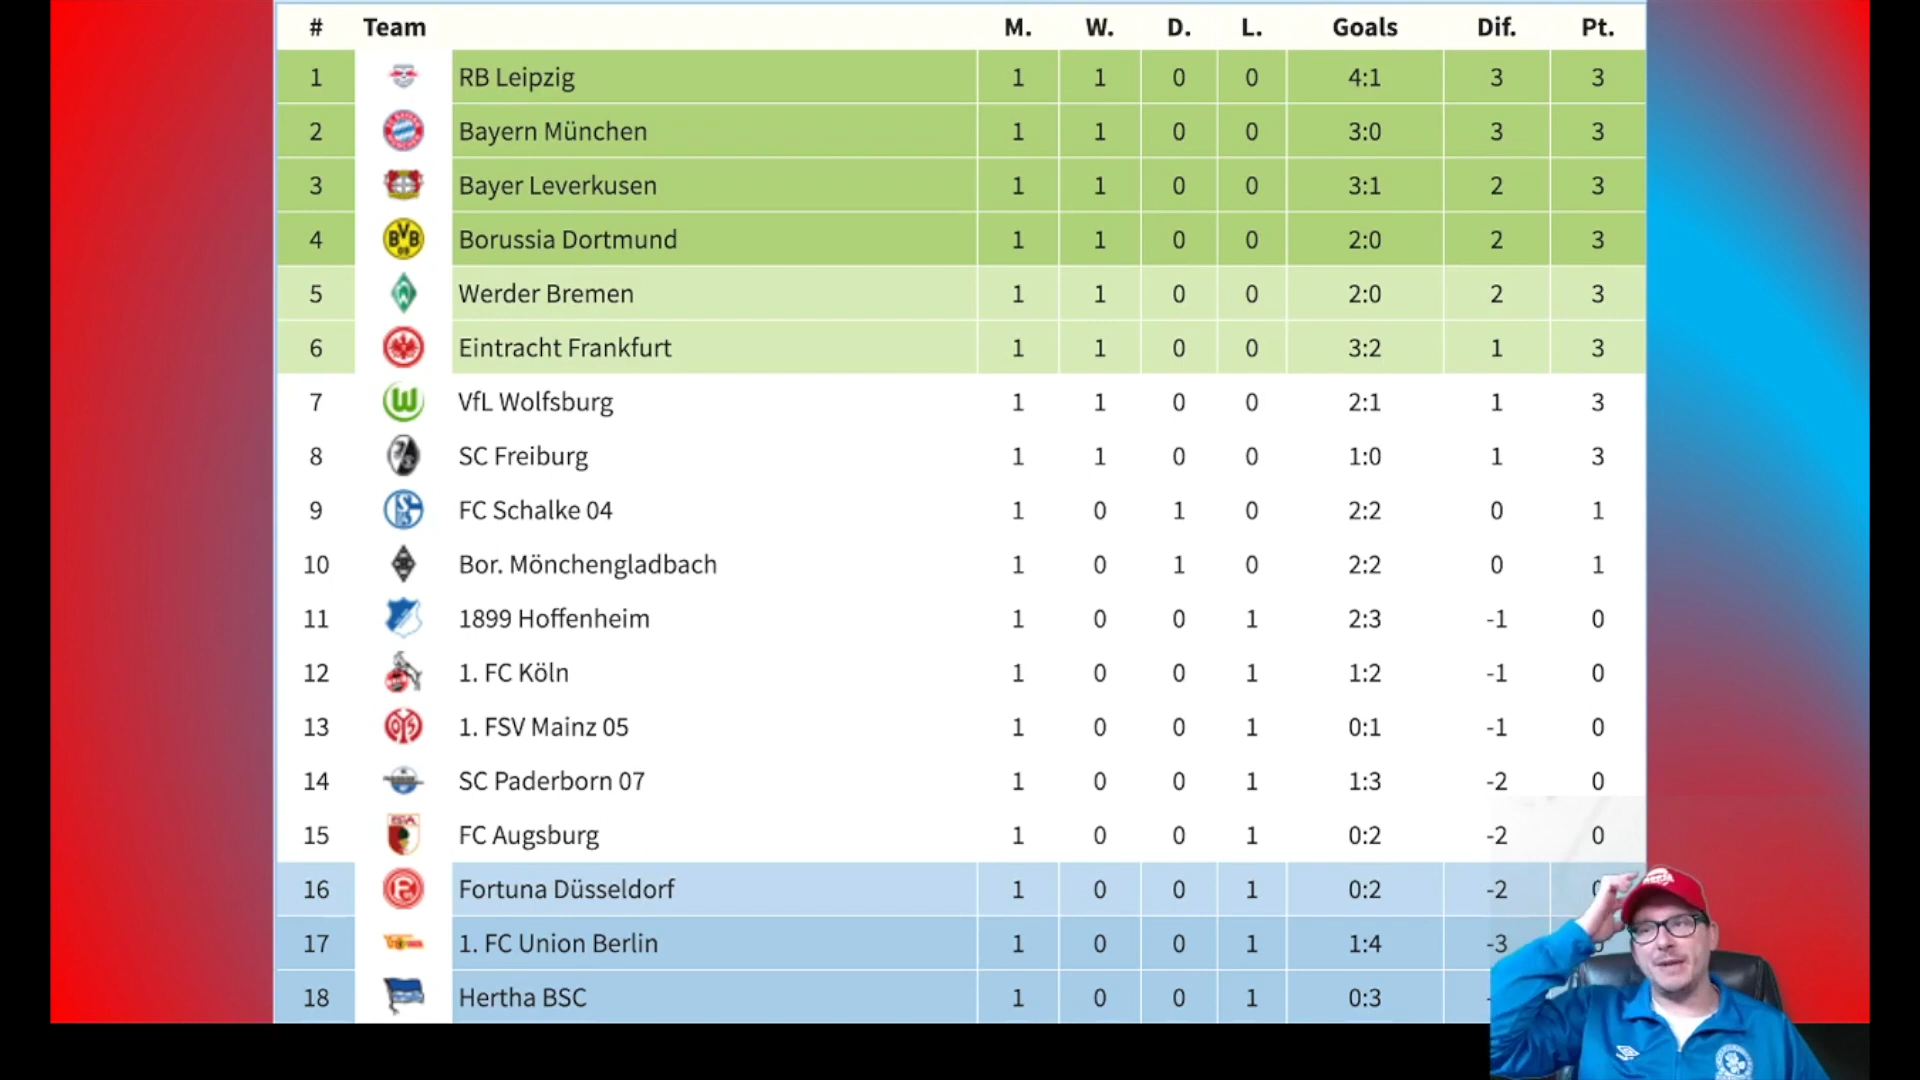 # Team M. W. D. L. Goals Dif. Pt.
1 RB Leipzig 1 1 0 0 4:1 3 3
2 Bayern München 1 1 0 0 3:0 3 3
3 Bayer Leverkusen 1 1 0 0 3:1 2 3
4 BVB 09 Borussia Dortmund 1 1 0 0 2:0 2 3
5 W Werder Bremen 1 1 0 0 2:0 2 3
6 Eintracht Frankfurt 1 1 0 0 3:2 1 3
7 W VfL Wolfsburg 1 1 0 0 2:1 1 3
8 SC Freiburg 1 1 0 0 1:0 1 3
9 FC Schalke 04 1 0 1 0 2:2 0 1
10 Bor. Mönchengladbach 1 0 1 0 2:2 0 1
11 1899 Hoffenheim 1 0 0 1 2:3 -1 0
12 1. FC Köln 1 0 0 1 1:2 -1 0
13 1. FSV Mainz 05 1 0 0 1 0:1 -1 0
14 SC Paderborn 07 1 0 0 1 1:3 -2 0
15 FC Augsburg 1 0 0 1 0:2 -2 0
16 Fortuna Düsseldorf 1 0 0 1 0:2 -2
17 1. FC Union Berlin 1 0 0 1 1:4 -3
18 Hertha BSC 1 0 0 1 0:3